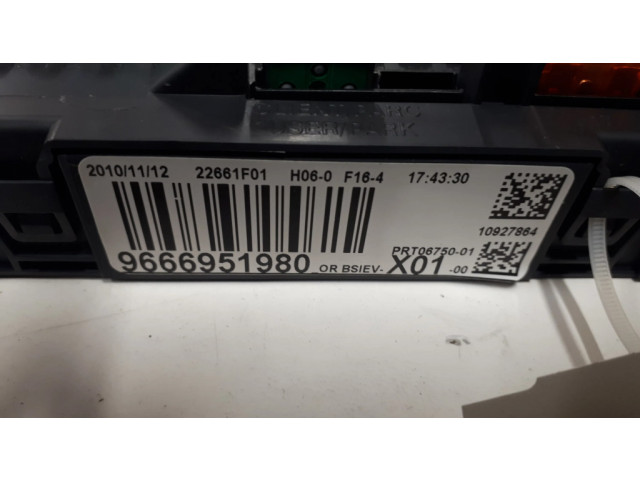 2010/11/12 22661F01 H06-0 F16-4 17:43:30
10927864
PRT06750-01
9666951980 OR BSIEV- X01 -00